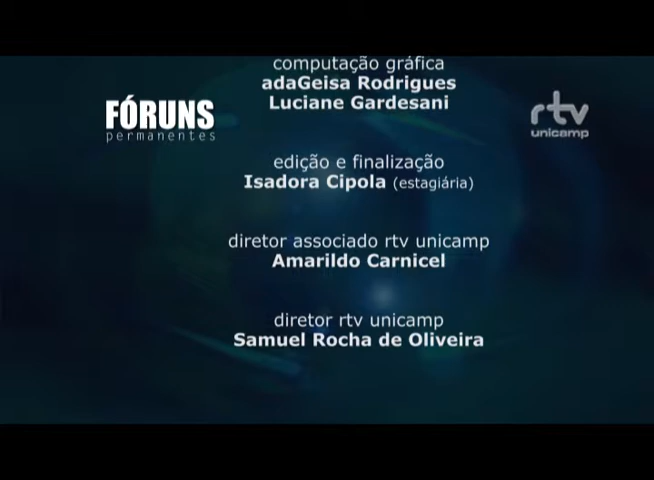 computação gráfica
adaGeisa Rodrigues
Luciane Gardesani
FÓRUNS
permanentes
rtv
unicamp
edição e finalização
Isadora Cipola (estagiária)
diretor associado rtv unicamp
Amarildo Carnicel
diretor rtv unicamp
Samuel Rocha de Oliveira